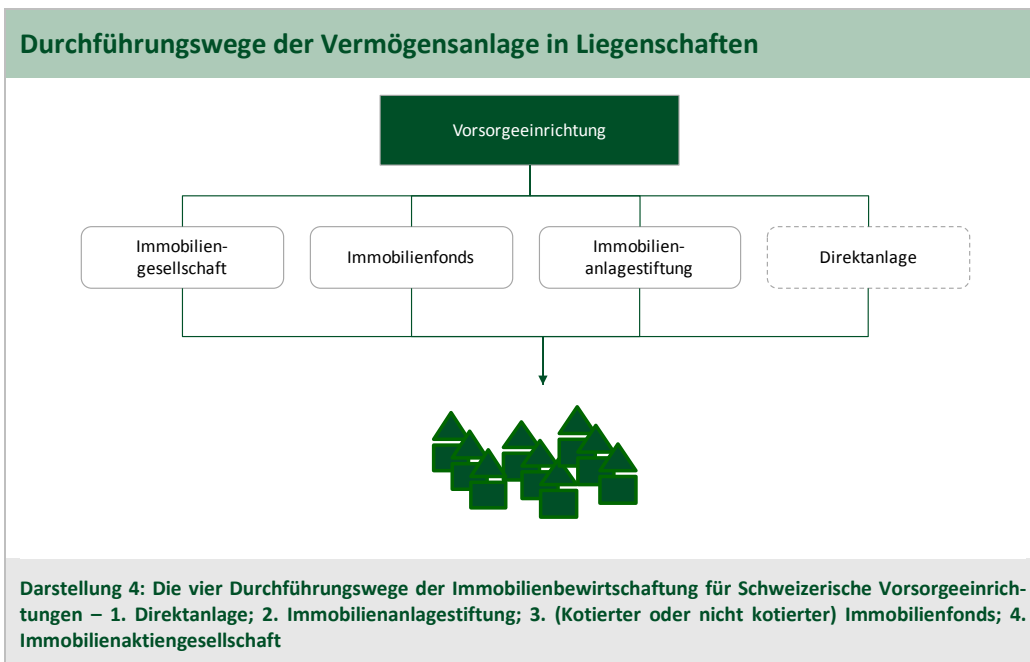 Durchführungswege der Vermögensanlage in Liegenschaften
Vorsorgeeinrichtung
Immobilien-
gesellschaft
Immobilienfonds
Immobilien-
anlagestiftung
Direktanlage
Darstellung 4: Die vier Durchführungswege der Immobilienbewirtschaftung für Schweizerische Vorsorgeeinrich-
tungen – 1. Direktanlage; 2. Immobilienanlagestiftung; 3. (Kotierter oder nicht kotierter) Immobilienfonds; 4.
Immobilienaktiengesellschaft